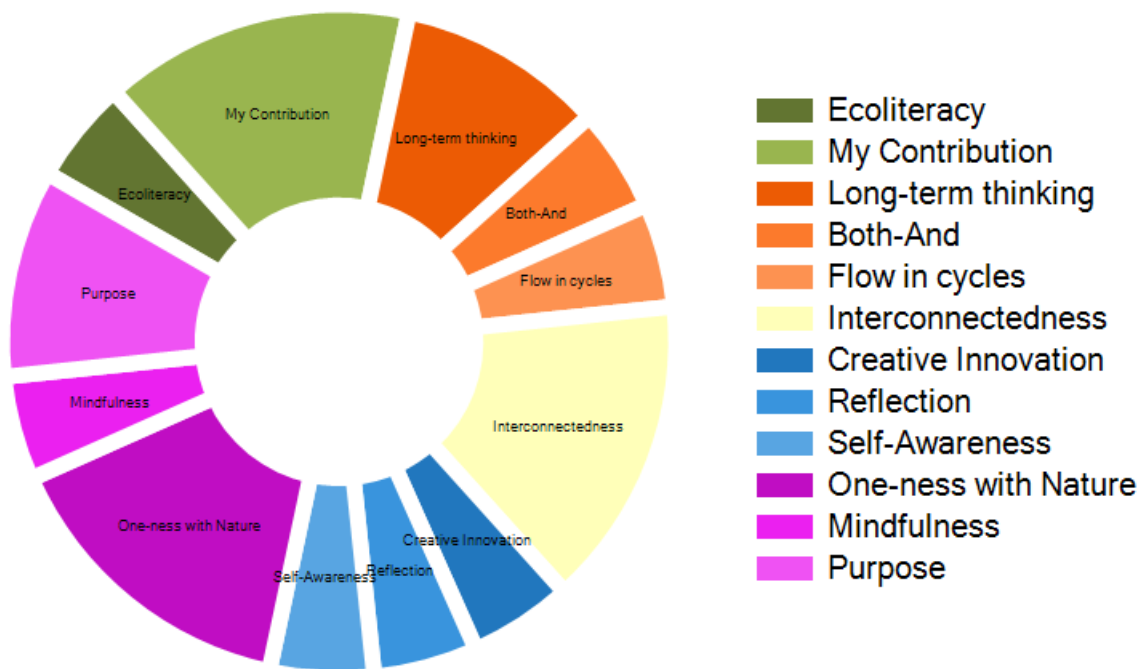 My Contribution
Long-term thinking
Both-And
Flow in cycles
Interconnectedness
Creative Innovation
Reflection
Self-Awareness
One-ness with Nature
Mindfulness
Purpose
Ecoliteracy
Ecoliteracy
My Contribution
Long-term thinking
Both-And
Flow in cycles
Interconnectedness
Creative Innovation
Reflection
Self-Awareness
One-ness with Nature
Mindfulness
Purpose